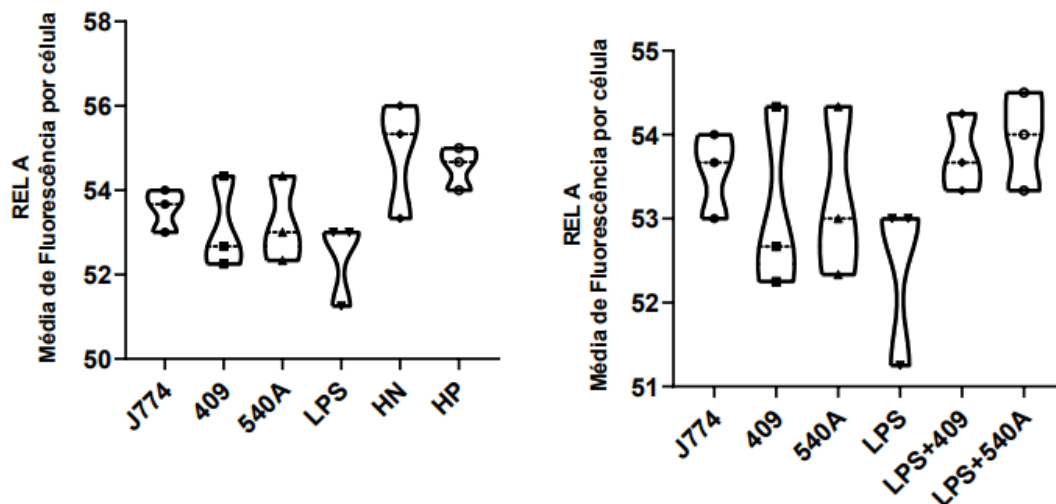 REL A
Média de Fluorescência por célula
58
56
54
52
50
J774
409
540A
LPS
HN
HP
REL A
Média de Fluorescência por célula
55
54
53
52
51
J774
409
540A
LPS
LPS+409
LPS+540A